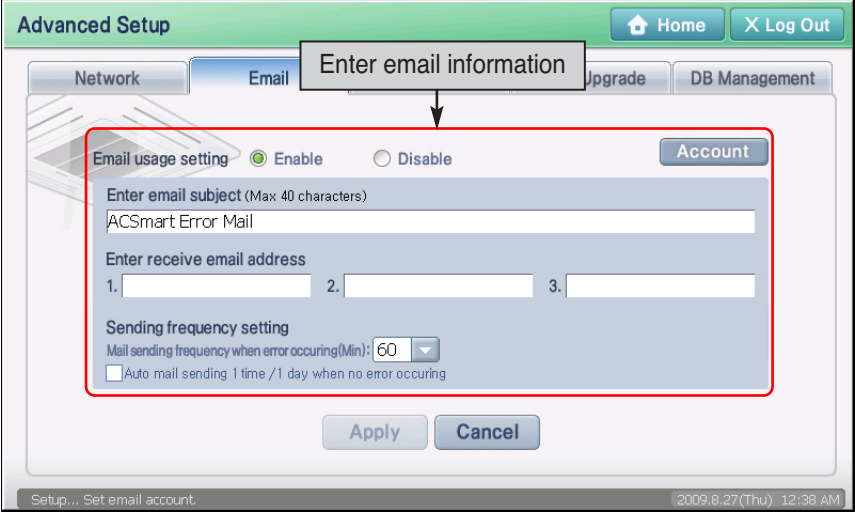 Advanced Setup
Home
X Log Out
Enter email information
Network
Email
Upgrade
DB Management
Email usage setting
Enable
Disable
Account
Enter email subject (Max 40 characters)
ACSmart Error Mail
Enter receive email address
1.
2.
3.
Sending frequency setting
Mail sending frequency when error occuring(Min): 60
Auto mail sending 1 time /1 day when no error occuring
Apply
Cancel
Setup... Set email account.
2009.8.27(Thu) 12:38 AM